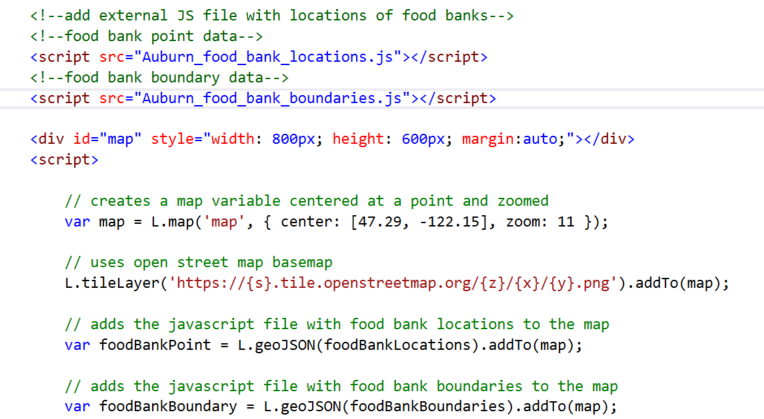 <!--add external JS file with locations of food banks-->
<!--food bank point data-->
<script src="Auburn_food_bank_locations.js"></script>
<!--food bank boundary data-->
<script src="Auburn_food_bank_boundaries.js"></script>
<div id="map" style="width: 800px; height: 600px; margin:auto;"></div>
<script>
// creates a map variable centered at a point and zoomed
var map = L.map('map', { center: [47.29, -122.15], zoom: 11 });
// uses open street map basemap
L.tileLayer('https://{s}.tile.openstreetmap.org/{z}/{x}/{y}.png').addTo(map);
// adds the javascript file with food bank locations to the map
var foodBankPoint = L.geoJSON(foodBankLocations).addTo(map);
// adds the javascript file with food bank boundaries to the map
var foodBankBoundary = L.geoJSON(foodBankBoundaries).addTo(map);